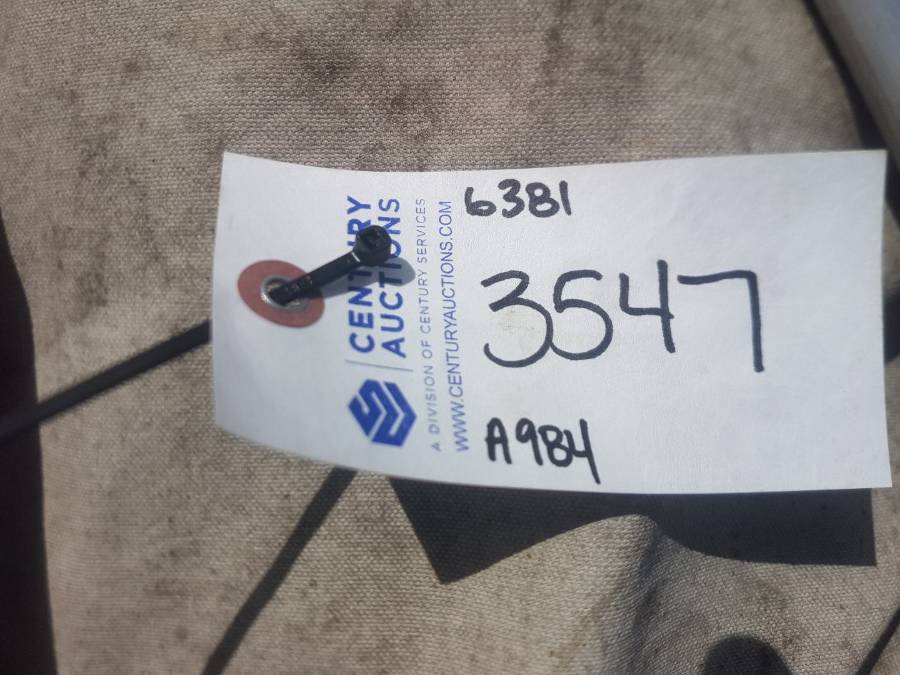 CENTURY
AUCTIONS
A DIVISION OF CENTURY SERVICES
WWW.CENTURYAUCTIONS.COM
6381
3547
A984